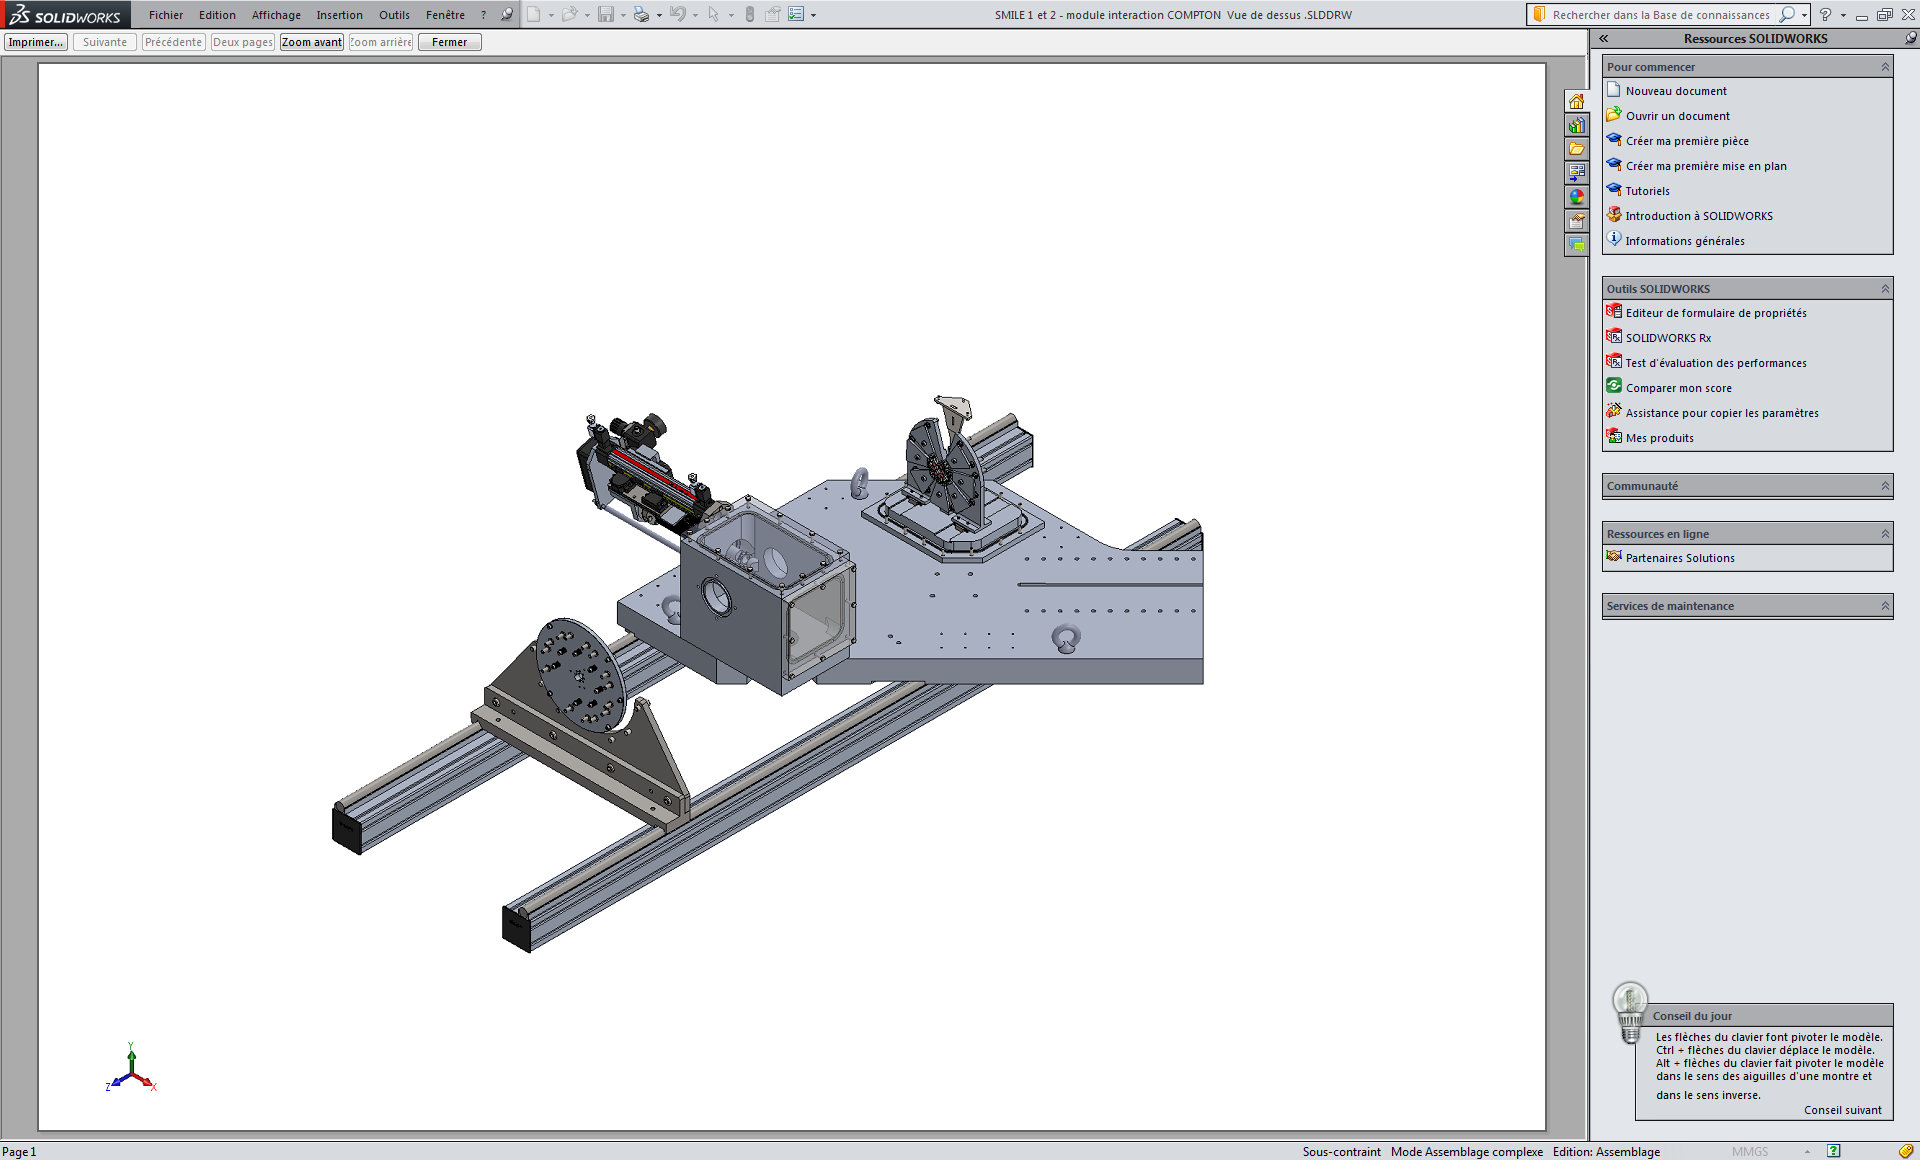 SOLIDWORKS
Fichier Edition Affichage Insertion Outils Fenêtre ?
SMILE 1 et 2 - module interaction COMPTON Vue de dessus .SLDDRW
Rechercher dans la Base de connaissances
Imprimer... Suivante Précédente Deux pages Zoom avant Zoom arrière Fermer
Ressources SOLIDWORKS
Pour commencer
Nouveau document
Ouvrir un document
Créer ma première pièce
Créer ma première mise en plan
Tutoriels
Introduction à SOLIDWORKS
Informations générales
Outils SOLIDWORKS
Editeur de formulaire de propriétés
SOLIDWORKS Rx
Test d'évaluation des performances
Comparer mon score
Assistance pour copier les paramètres
Mes produits
Communauté
Ressources en ligne
Partenaires Solutions
Services de maintenance
Conseil du jour
Les flèches du clavier font pivoter le modèle.
Ctrl + flèches du clavier déplace le modèle.
Alt + flèches du clavier fait pivoter le modèle
dans le sens des aiguilles d'une montre et
dans le sens inverse.
Conseil suivant
Y
Z X
Page 1
Sous-contraint Mode Assemblage complexe Edition: Assemblage MMGS